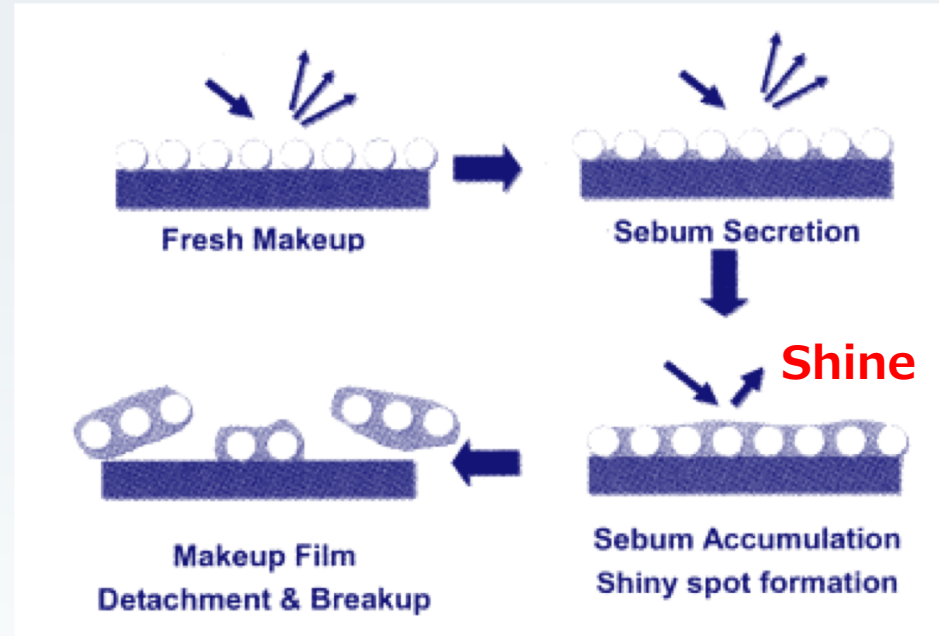 Fresh Makeup
Sebum Secretion
Shine
Sebum Accumulation
Shiny spot formation
Makeup Film
Detachment & Breakup